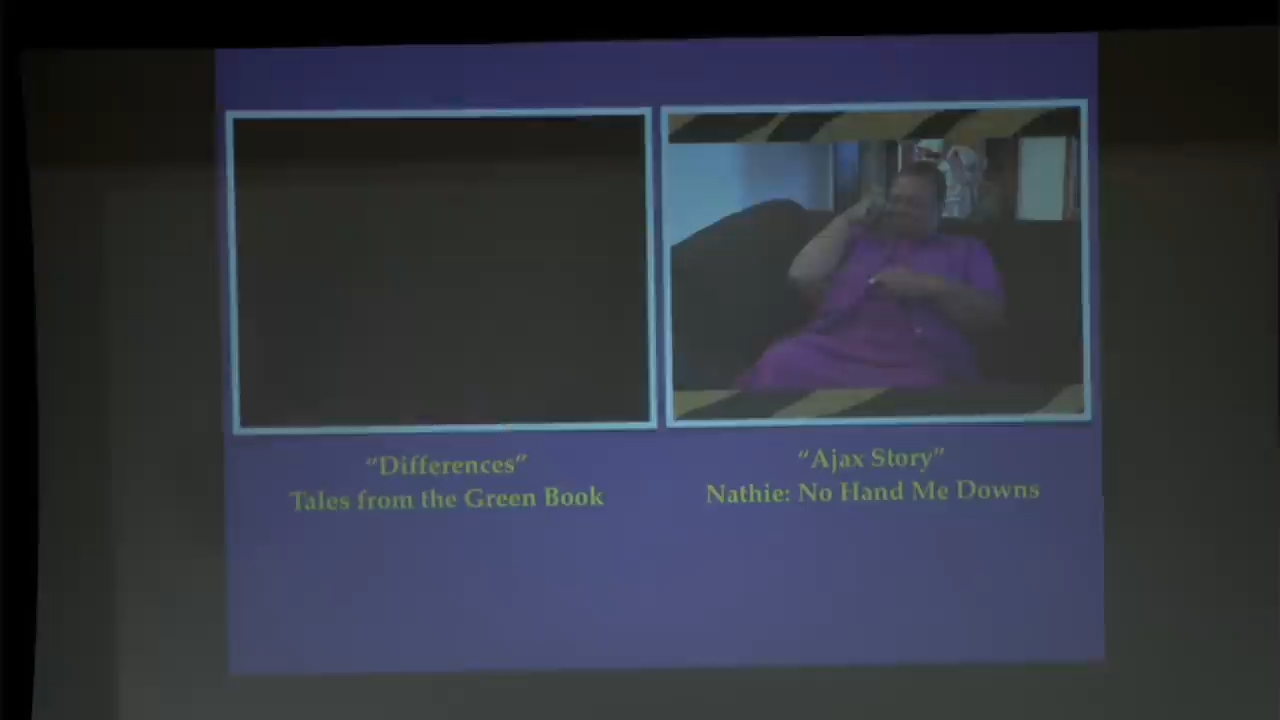 “Differences”
Tales from the Green Book
“Ajax Story”
Nathie: No Hand Me Downs